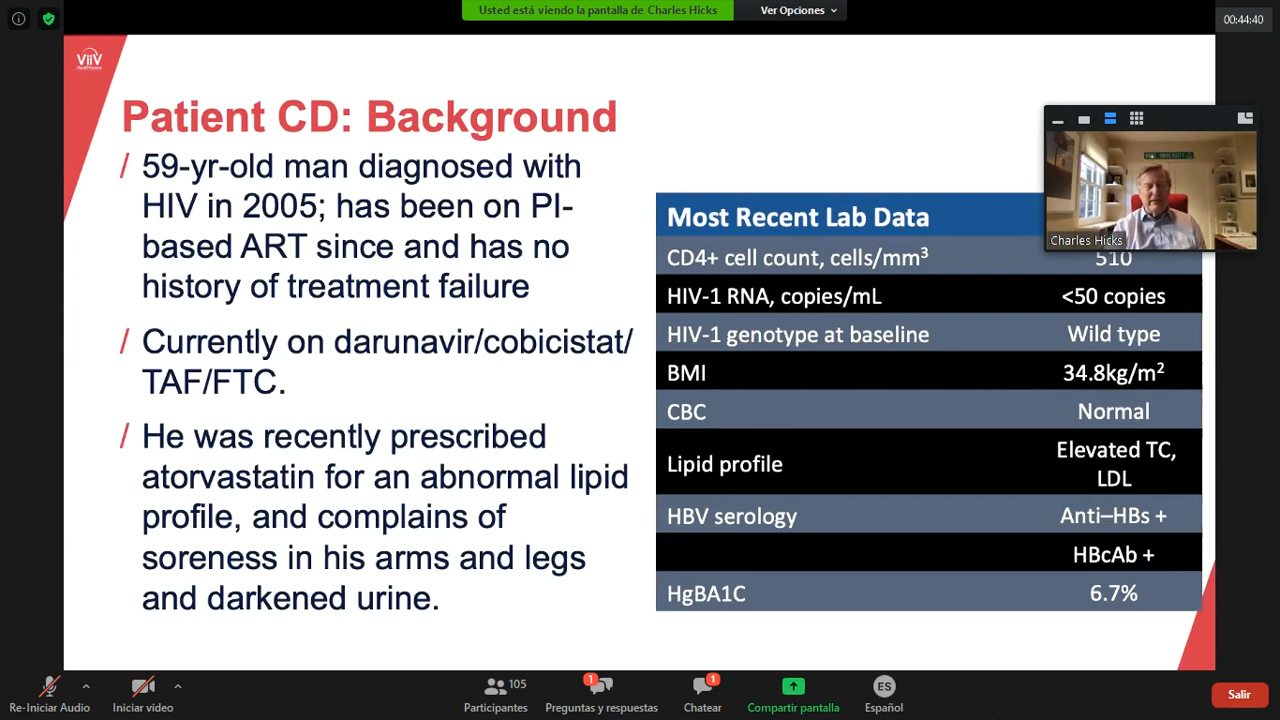 Usted está viendo la pantalla de Charles Hicks
Ver Opciones
00:44:40
ViiV
Healthcare
Patient CD: Background
/ 59-yr-old man diagnosed with
HIV in 2005; has been on PI-
based ART since and has no
history of treatment failure
/ Currently on darunavir/cobicistat/
TAF/FTC.
/ He was recently prescribed
atorvastatin for an abnormal lipid
profile, and complains of
soreness in his arms and legs
and darkened urine.
Most Recent Lab Data
CD4+ cell count, cells/mm³ 510
HIV-1 RNA, copies/mL <50 copies
HIV-1 genotype at baseline Wild type
BMI 34.8kg/m²
CBC Normal
Lipid profile Elevated TC,
LDL
HBV serology Anti–HBs +
HBcAb +
HgBA1C 6.7%
Charles Hicks
Re-Iniciar Audio
Iniciar video
105
Participantes
1
Preguntas y respuestas
1
Chatear
Compartir pantalla
ES
Español
Salir